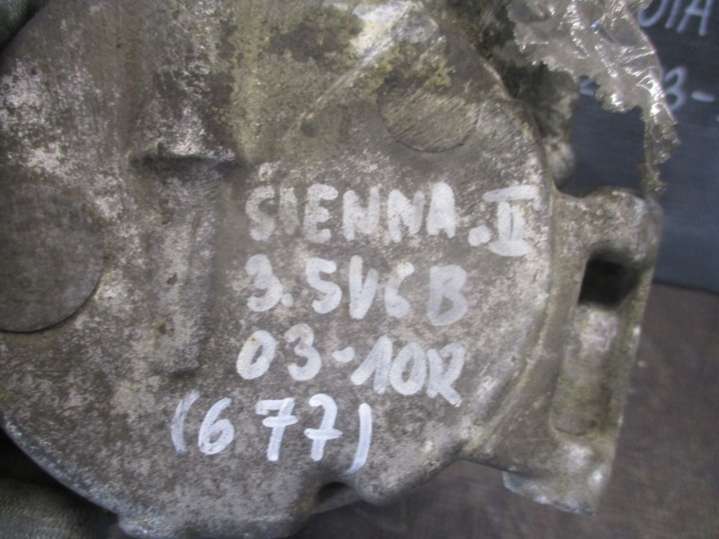 SIENNA.II
3.5V6B
03-10R
(677)